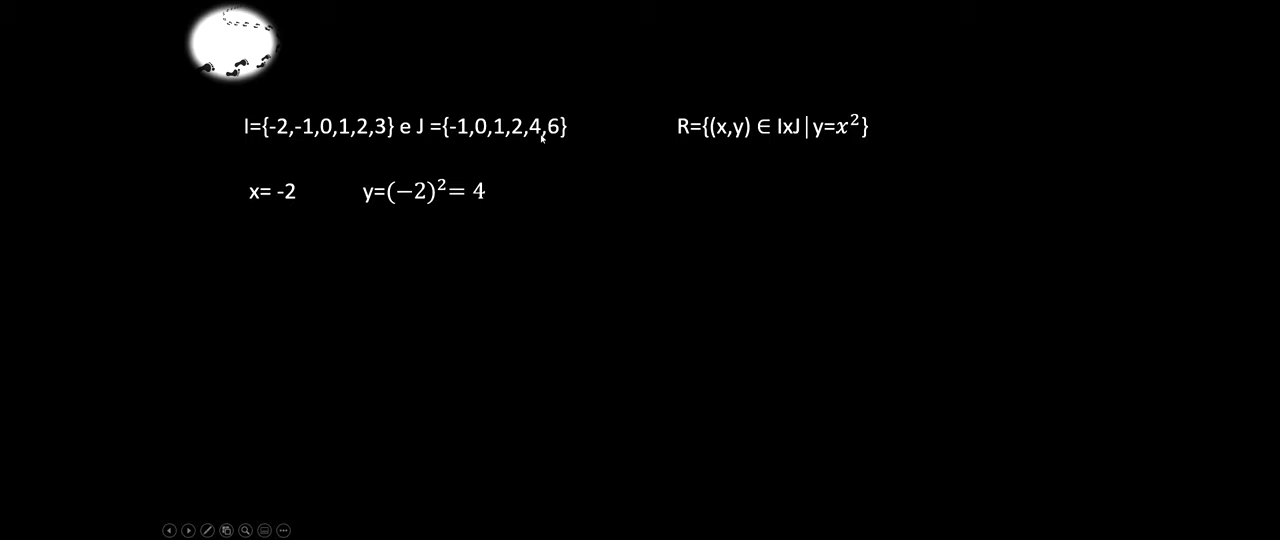 I={-2,-1,0,1,2,3} e J ={-1,0,1,2,4,6} R={(x,y) ∈ IxJ|y=x²}
x= -2 y=(−2)²= 4